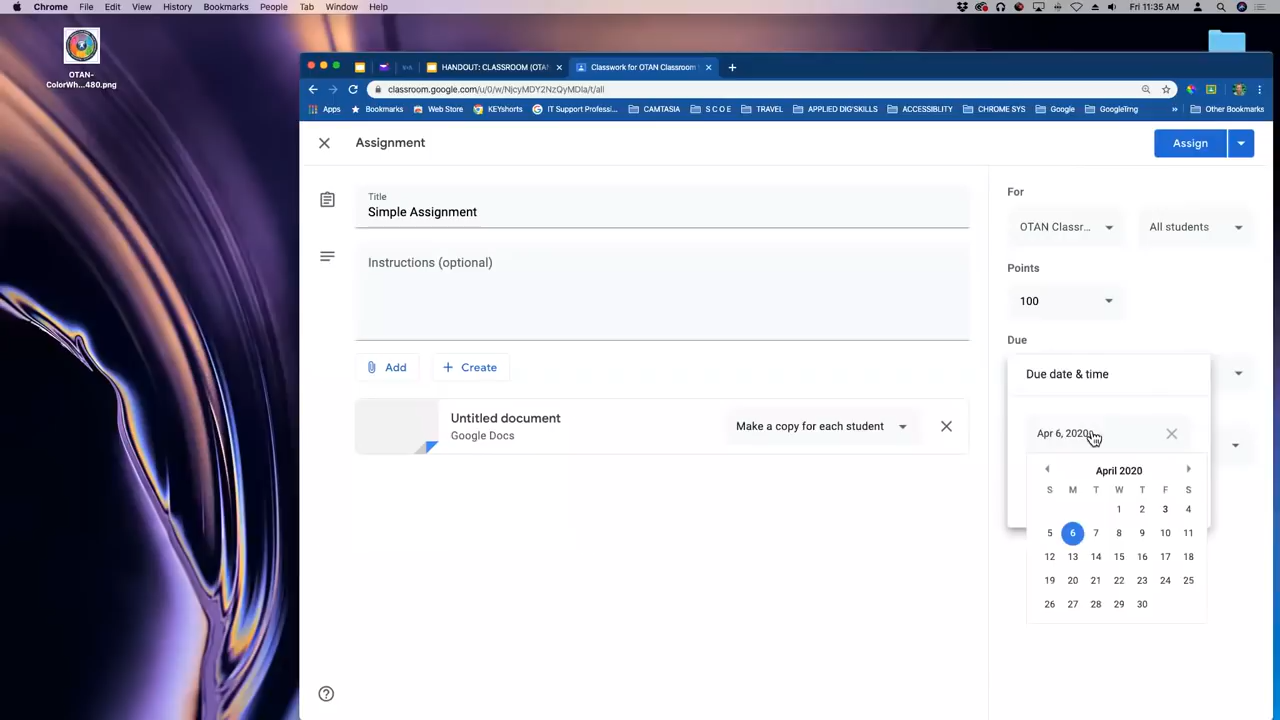 Chrome File Edit View History Bookmarks People Tab Window Help
Fri 11:35 AM
OTAN-
ColorWh...480.png
HANDOUT: CLASSROOM (OTA
Classwork for OTAN Classroom
classroom.google.com/u/0/w/NjcyMDY2NzQyMDla/t/all
Apps Bookmarks Web Store KEYshorts IT Support Professi... CAMTASIA S C O E TRAVEL APPLIED DIG'SKILLS ACCESSIBLITY CHROME SYS Google GoogleTrng » Other Bookmarks
Assignment
Assign
Title
Simple Assignment
Instructions (optional)
Add
Create
Untitled document
Google Docs
Make a copy for each student
For
OTAN Classr...
All students
Points
100
Due
Due date & time
Apr 6, 2020
April 2020
S M T W T F S
1 2 3 4
5 6 7 8 9 10 11
12 13 14 15 16 17 18
19 20 21 22 23 24 25
26 27 28 29 30